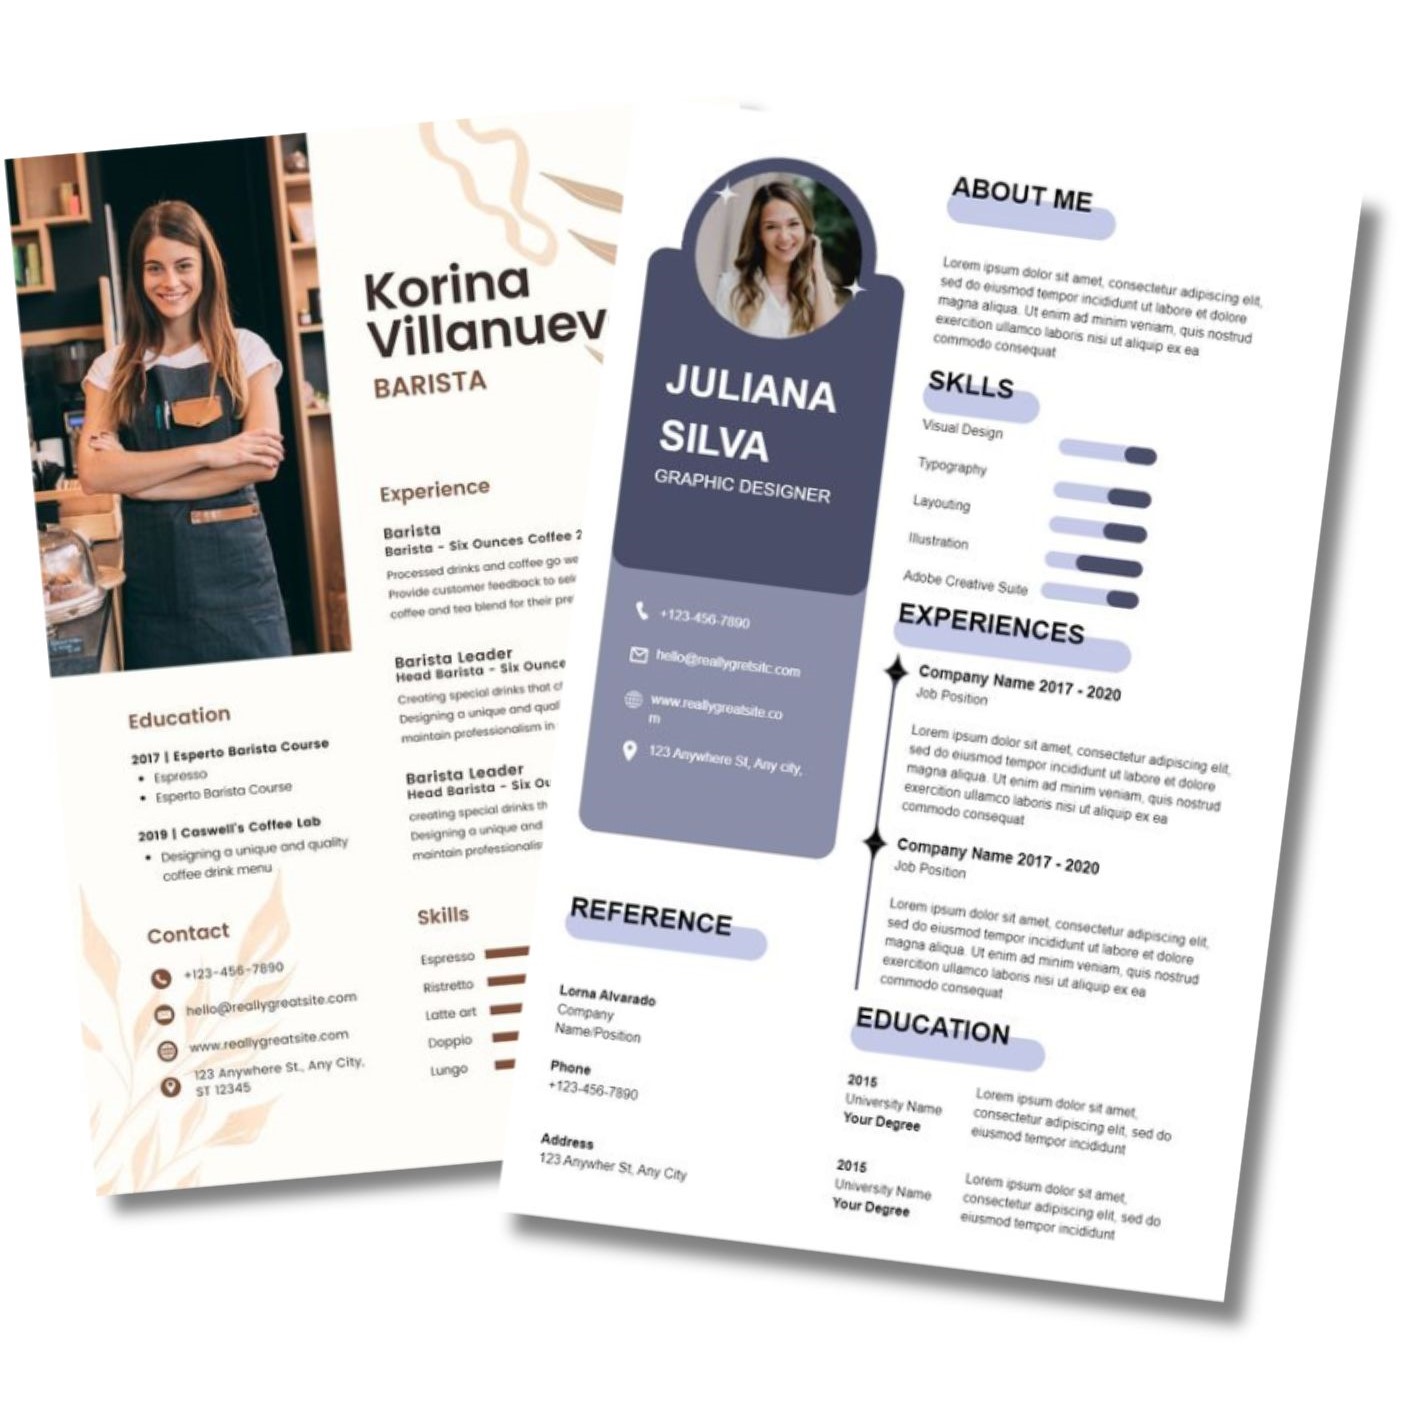 Korina
Villanuev
BARISTA
Experience
Barista
Barista - Six Ounces Coffee 2
Processed drinks and coffee go we
Provide customer feedback to sele
coffee and tea blend for their pre
Barista Leader
Head Barista - Six Ounce
Creating special drinks that
Designing a unique and qual
maintain professionalism in
Barista Leader
Head Barista - Six Ou
creating special drinks th
Designing a unique and
maintain professionalis
Skills
Espresso
Ristretto
Latte art
Doppio
Lungo
Education
2017 | Esperto Barista Course
• Espresso
• Esperto Barista Course
2019 | Caswell's Coffee Lab
• Designing a unique and quality
coffee drink menu
Contact
+123-456-7890
hello@reallygreatsite.com
www.reallygreatsite.com
123 Anywhere St., Any City,
ST 12345
JULIANA
SILVA
GRAPHIC DESIGNER
+123-456-7890
hello@reallygretsitc.com
www.reallygreatsite.co
m
123 Anywhere St, Any city,
REFERENCE
Lorna Alvarado
Company
Name/Position
Phone
+123-456-7890
Address
123 Anywher St, Any City
ABOUT ME
Lorem ipsum dolor sit amet, consectetur adipiscing elit,
sed do eiusmod tempor incididunt ut labore et dolore
magna aliqua. Ut enim ad minim veniam, quis nostrud
exercition ullamco laboris nisi ut aliquip ex ea
commodo consequat
SKLLS
Visual Design
Typography
Layouting
Illustration
Adobe Creative Suite
EXPERIENCES
Company Name 2017 - 2020
Job Position
Lorem ipsum dolor sit amet, consectetur adipiscing elit,
sed do eiusmod tempor incididunt ut labore et dolore
magna aliqua. Ut enim ad minim veniam, quis nostrud
exercition ullamco laboris nisi ut aliquip ex ea
commodo consequat
Company Name 2017 - 2020
Job Position
Lorem ipsum dolor sit amet, consectetur adipiscing elit,
sed do eiusmod tempor incididunt ut labore et dolore
magna aliqua. Ut enim ad minim veniam, quis nostrud
exercition ullamco laboris nisi ut aliquip ex ea
commodo consequat
EDUCATION
2015
University Name
Your Degree
Lorem ipsum dolor sit amet,
consectetur adipiscing elit, sed do
eiusmod tempor incididunt
2015
University Name
Your Degree
Lorem ipsum dolor sit amet,
consectetur adipiscing elit, sed do
eiusmod tempor incididunt